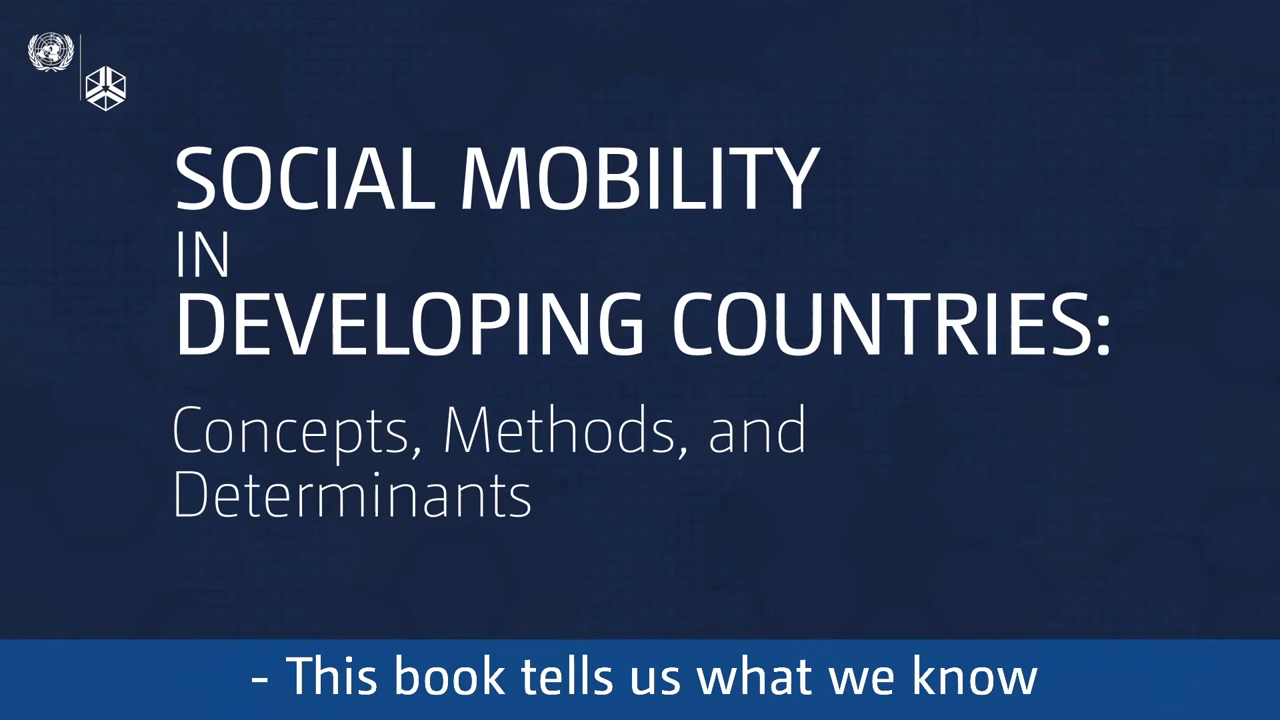 SOCIAL MOBILITY
IN
DEVELOPING COUNTRIES:
Concepts, Methods, and
Determinants
- This book tells us what we know